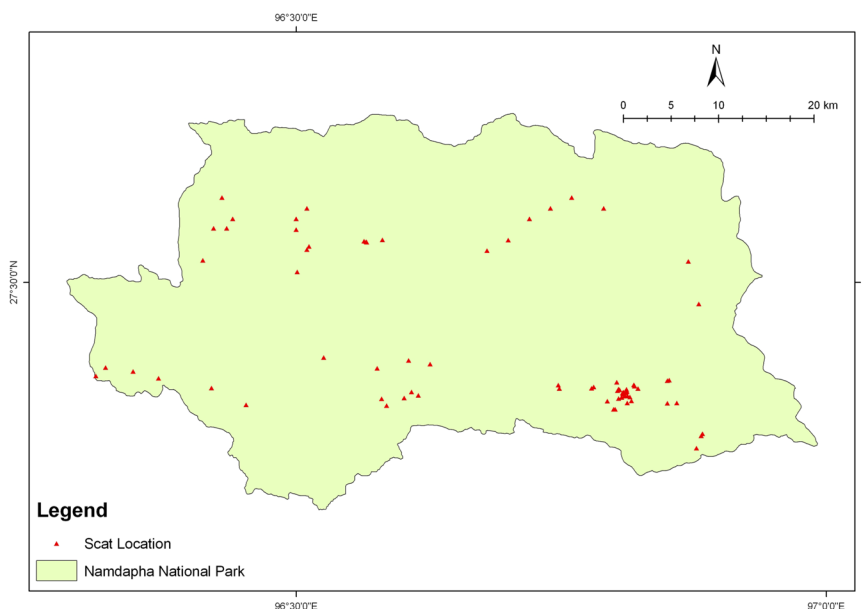 96°30'0"E
N
0 5 10 20 km
27°30'0"N
Legend
Scat Location
Namdapha National Park
96°30'0"E
97°0'0"E